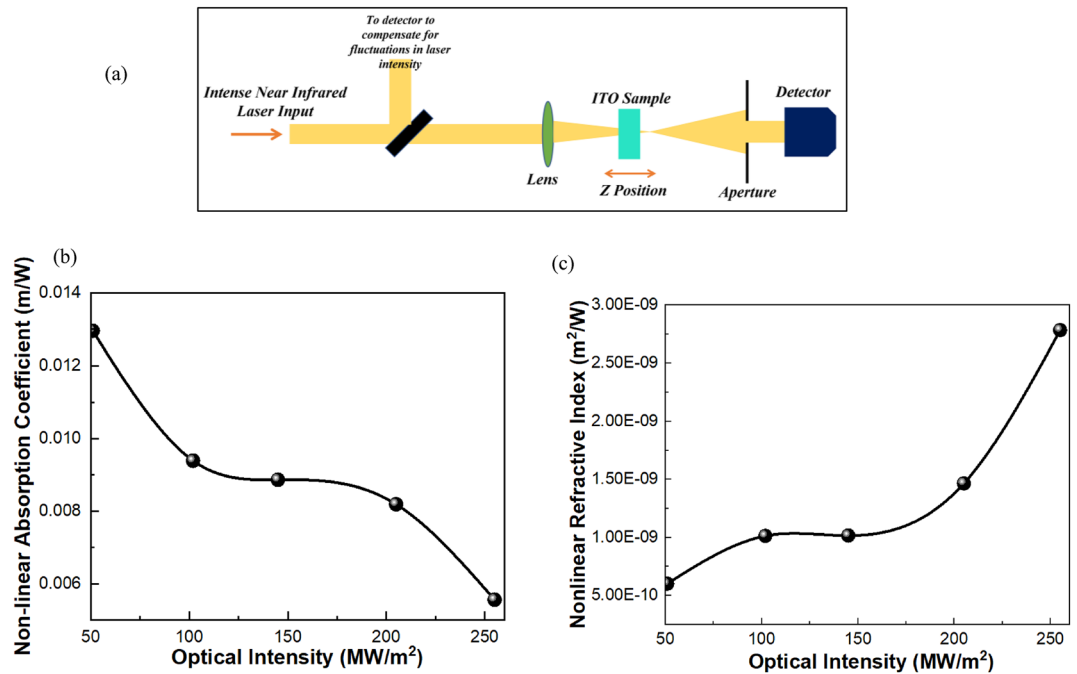 (a)
To detector to
compensate for
fluctuations in laser
intensity
Intense Near Infrared
Laser Input
Lens
ITO Sample
Z Position
Aperture
Detector
(b)
Non-linear Absorption Coefficient (m/W)
0.014
0.012
0.010
0.008
0.006
50 100 150 200 250
Optical Intensity (MW/m²)
(c)
Nonlinear Refractive Index (m²/W)
3.00E-09
2.50E-09
2.00E-09
1.50E-09
1.00E-09
5.00E-10
50 100 150 200 250
Optical Intensity (MW/m²)